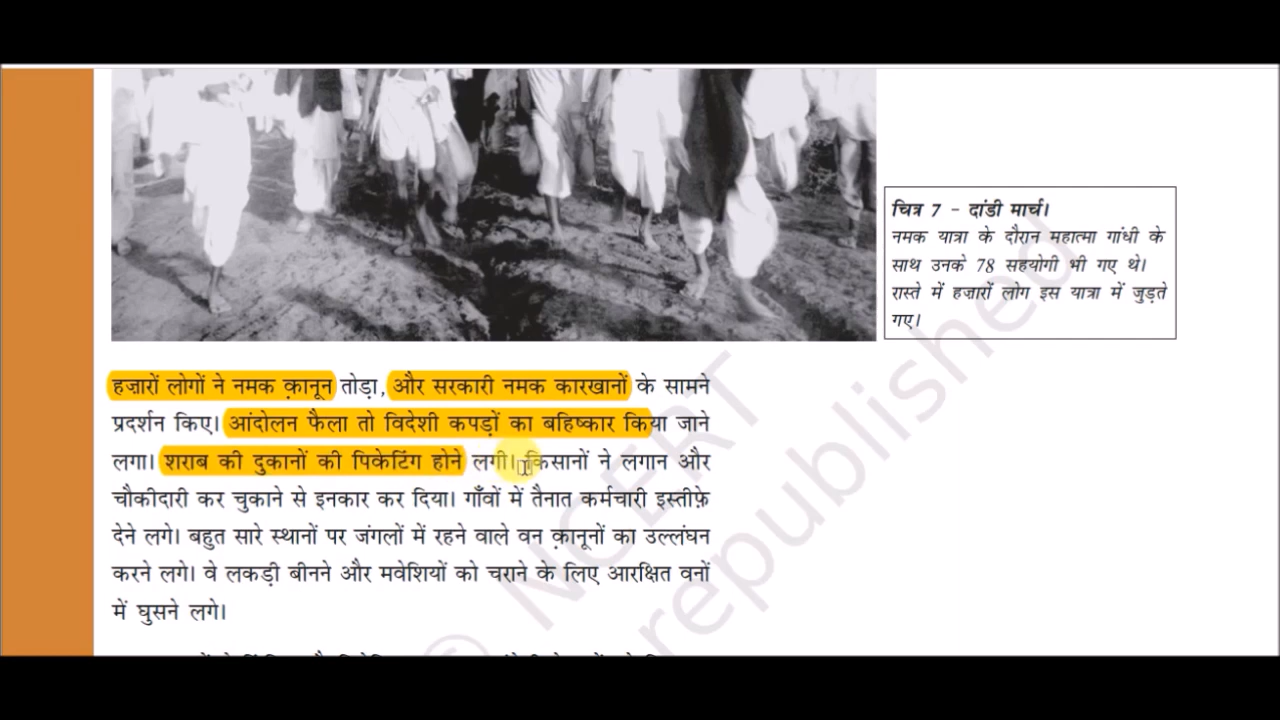 चित्र 7 – दांडी मार्च।
नमक यात्रा के दौरान महात्मा गांधी के
साथ उनके 78 सहयोगी भी गए थे।
रास्ते में हज़ारों लोग इस यात्रा में जुड़ते
गए।
हज़ारों लोगों ने नमक क़ानून तोड़ा, और सरकारी नमक कारखानों के सामने
प्रदर्शन किए। आंदोलन फैला तो विदेशी कपड़ों का बहिष्कार किया जाने
लगा। शराब की दुकानों की पिकेटिंग होने लगी। किसानों ने लगान और
चौकीदारी कर चुकाने से इनकार कर दिया। गाँवों में तैनात कर्मचारी इस्तीफ़े
देने लगे। बहुत सारे स्थानों पर जंगलों में रहने वाले वन क़ानूनों का उल्लंघन
करने लगे। वे लकड़ी बीनने और मवेशियों को चराने के लिए आरक्षित वनों
में घुसने लगे।
© NCERT
republished